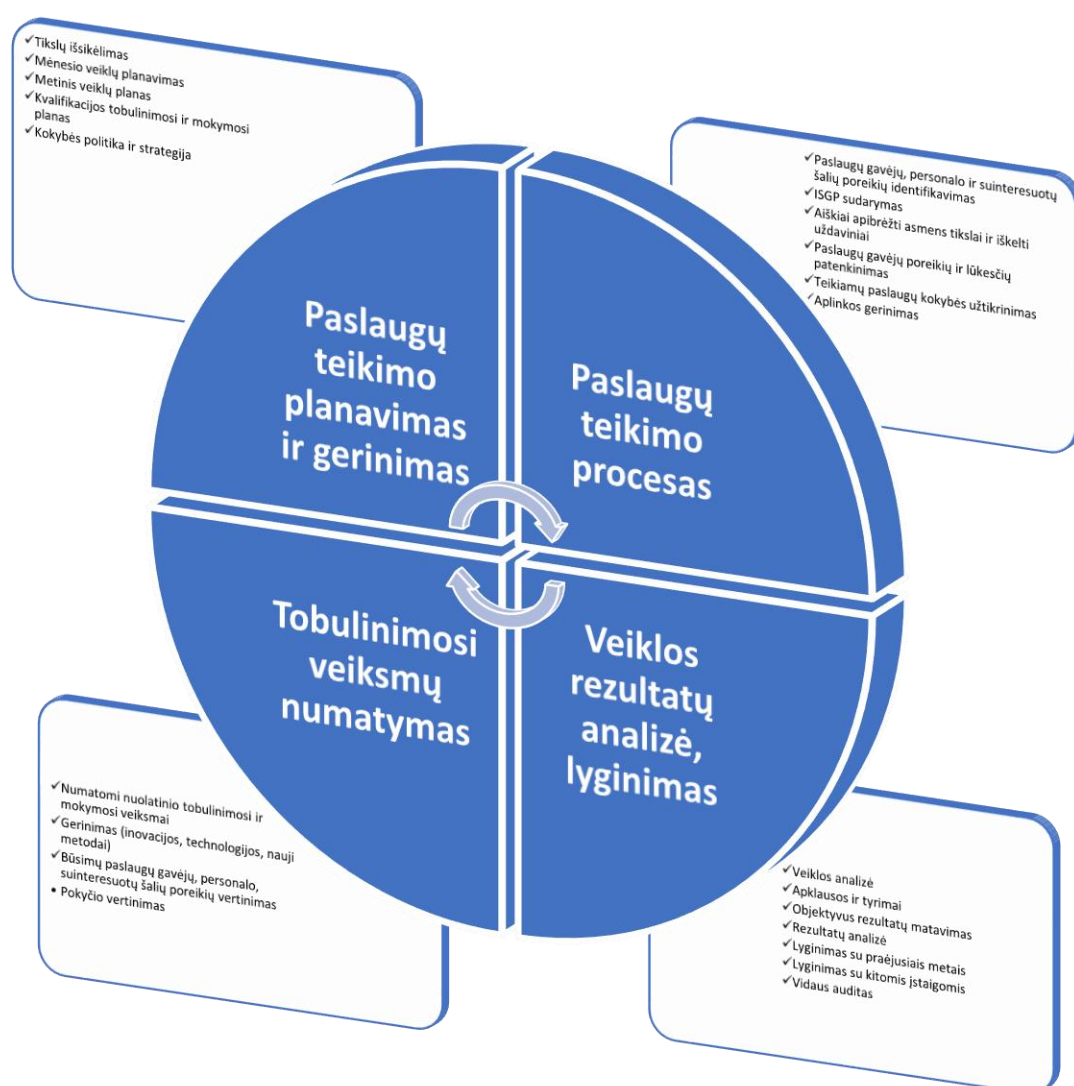 ✓Tikslų išsikėlimas
✓Mėnesio veiklų planavimas
✓Metinis veiklų planas
✓Kvalifikacijos tobulinimosi ir mokymosi
planas
✓Kokybės politika ir strategija
✓Paslaugų gavėjų, personalo ir suinteresuotų
šalių poreikių identifikavimas
✓ISGP sudarymas
✓Aiškiai apibrėžti asmens tikslai ir iškelti
uždaviniai
✓Paslaugų gavėjų poreikių ir lūkesčių
patenkinimas
✓Teikiamų paslaugų kokybės užtikrinimas
✓Aplinkos gerinimas
Paslaugų
teikimo
planavimas
ir gerinimas
Paslaugų
teikimo
procesas
Tobulinimosi
veiksmų
numatymas
Veiklos
rezultatų
analizė,
lyginimas
✓Numatomi nuolatinio tobulinimosi ir
mokymosi veiksmai
✓Gerinimas (inovacijos, technologijos, nauji
metodai)
✓Būsimų paslaugų gavėjų, personalo,
suinteresuotų šalių poreikių vertinimas
• Pokyčio vertinimas
✓Veiklos analizė
✓Apklausos ir tyrimai
✓Objektyvus rezultatų matavimas
✓Rezultatų analizė
✓Lyginimas su praėjusiais metais
✓Lyginimas su kitomis įstaigomis
✓Vidaus auditas